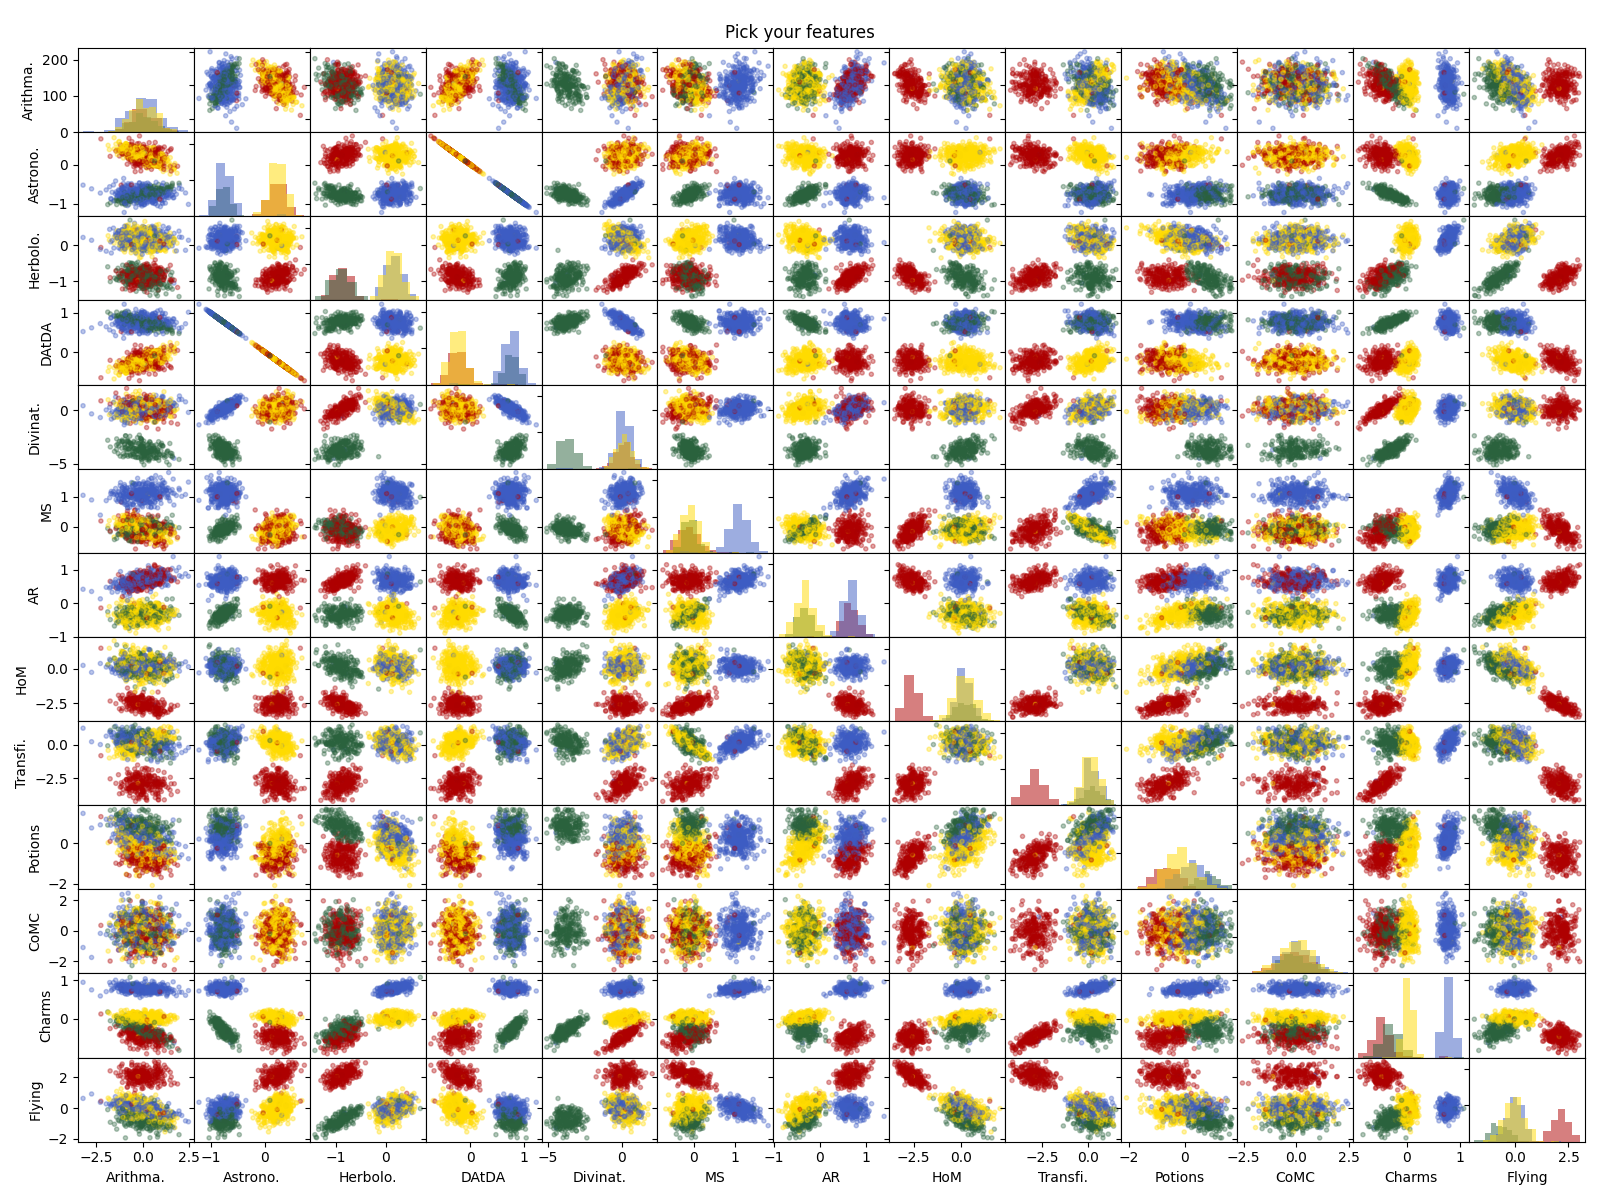 Pick your features
Arithma.
200
100
0
Astrono.
0
−1
Herbolo.
0
−1
DAtDA
1
0
Divinat.
0
−5
MS
1
0
AR
1
0
−1
HoM
0.0
−2.5
Transfi.
0.0
−2.5
Potions
0
−2
CoMC
2
0
−2
Charms
1
0
Flying
2
0
−2
−2.5 0.0 2.5 −1 0 −1 0 0 1 −5 0 0 1 −1 0 1 −2.5 0.0 −2.5 0.0 −2 0 −2.5 0.0 2.5 0 1 0.0 2.5
Arithma. Astrono. Herbolo. DAtDA Divinat. MS AR HoM Transfi. Potions CoMC Charms Flying